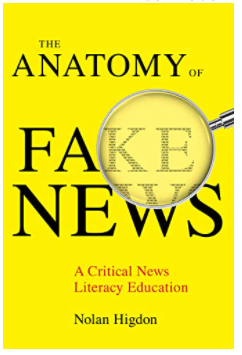 THE
ANATOMY OF
FAKE
NEWS
A Critical News
Literacy Education
Nolan Higdon